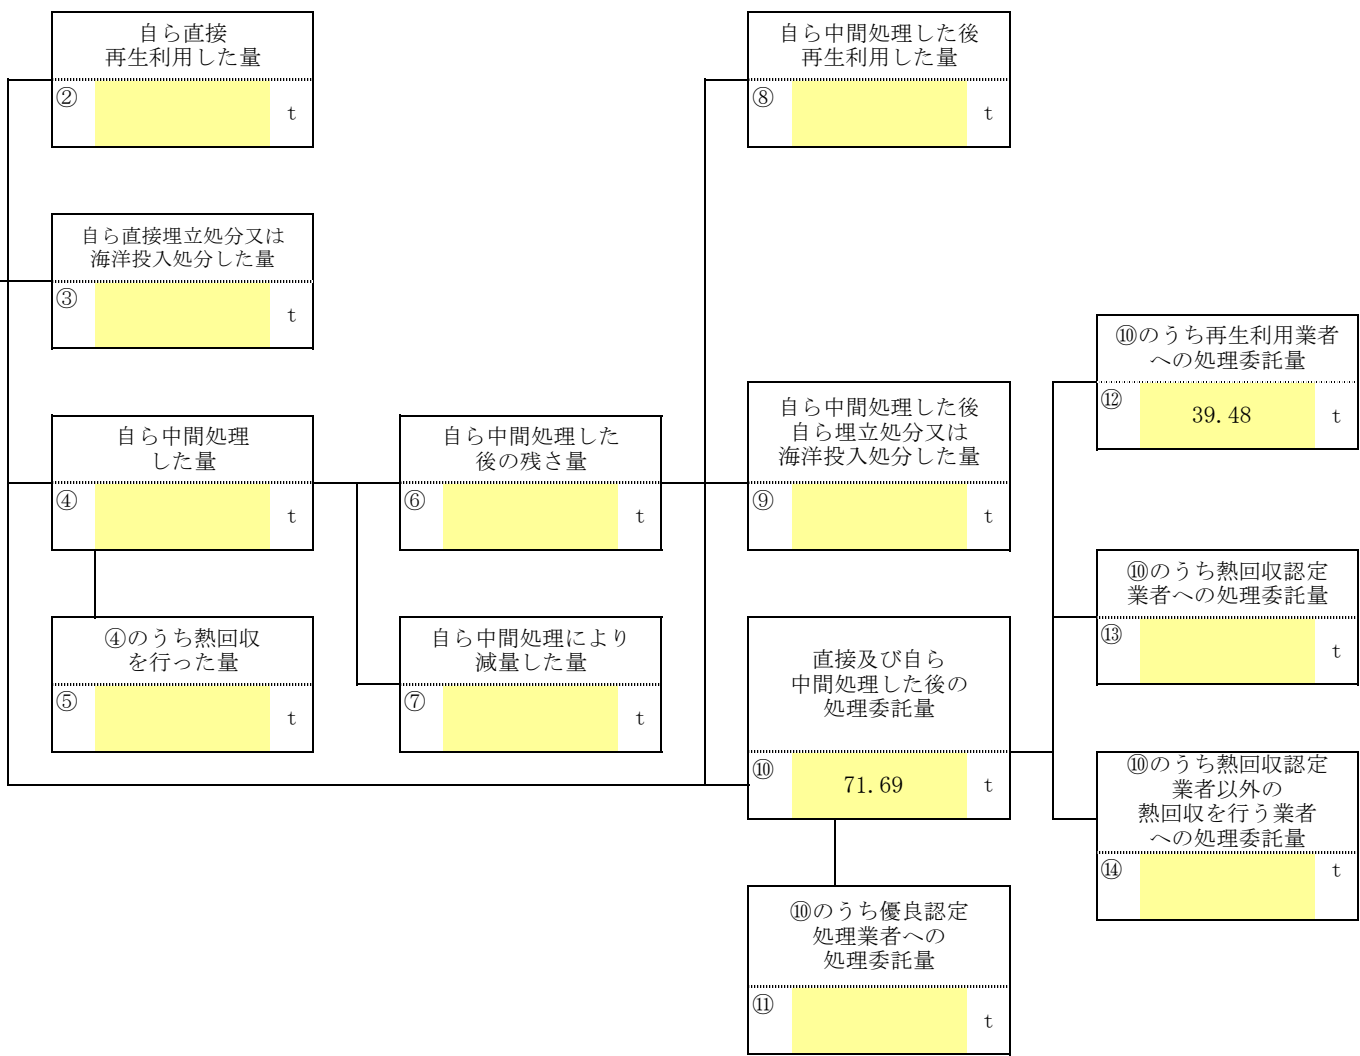 自ら直接
再生利用した量
②
t
自ら直接埋立処分又は
海洋投入処分した量
③
t
自ら中間処理
した量
④
t
④のうち熱回収
を行った量
⑤
t
自ら中間処理した
後の残さ量
⑥
t
自ら中間処理により
減量した量
⑦
t
自ら中間処理した後
再生利用した量
⑧
t
自ら中間処理した後
自ら埋立処分又は
海洋投入処分した量
⑨
t
直接及び自ら
中間処理した後の
処理委託量
⑩ 71.69 t
⑩のうち優良認定
処理業者への
処理委託量
⑪
t
⑩のうち再生利用業者
への処理委託量
⑫ 39.48 t
⑩のうち熱回収認定
業者への処理委託量
⑬
t
⑩のうち熱回収認定
業者以外の
熱回収を行う業者
への処理委託量
⑭
t